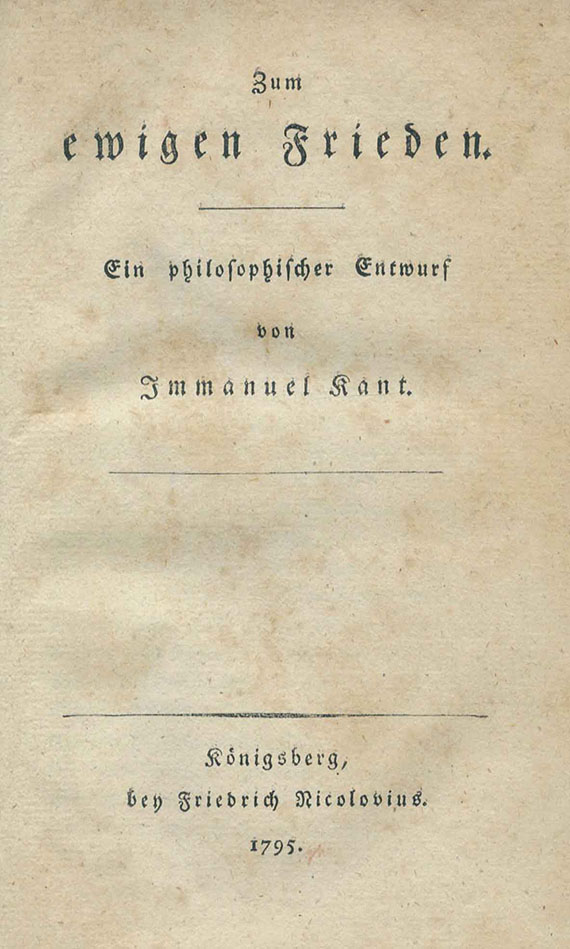 Zum
ewigen Frieden.
Ein philosophischer Entwurf
von
Immanuel Kant.
Königsberg,
bey Friedrich Nicolovius.
1795.